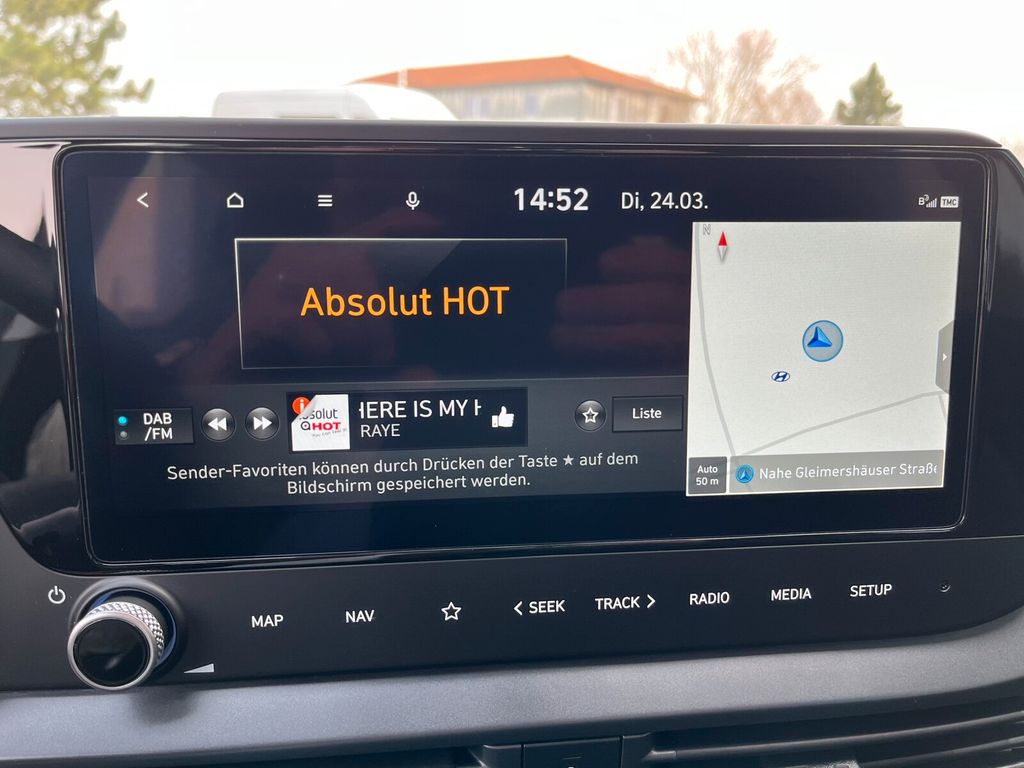 14:52 Di, 24.03.
B TMC
N
Absolut HOT
DAB
/FM
HOT
HERE IS MY H
RAYE
Liste
Sender-Favoriten können durch Drücken der Taste ★ auf dem
Bildschirm gespeichert werden.
Auto
50 m
Nahe Gleimershäuser Straße
MAP NAV SEEK TRACK RADIO MEDIA SETUP